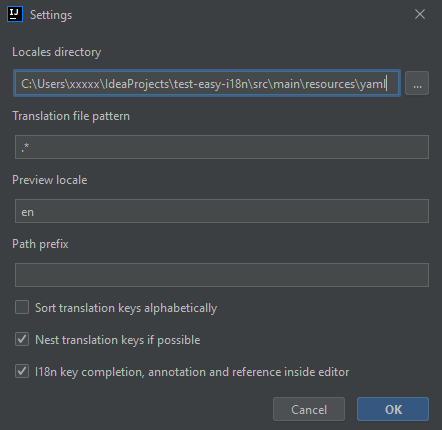 IJ Settings
Locales directory
C:\Users\xxxxx\IdeaProjects\test-easy-i18n\src\main\resources\yaml ...
Translation file pattern
.*
Preview locale
en
Path prefix
Sort translation keys alphabetically
Nest translation keys if possible
I18n key completion, annotation and reference inside editor
Cancel OK